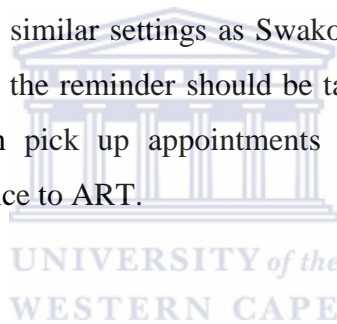 similar settings as Swako
the reminder should be ta
pick up appointments
ce to ART.
UNIVERSITY of the
WESTERN CAPE